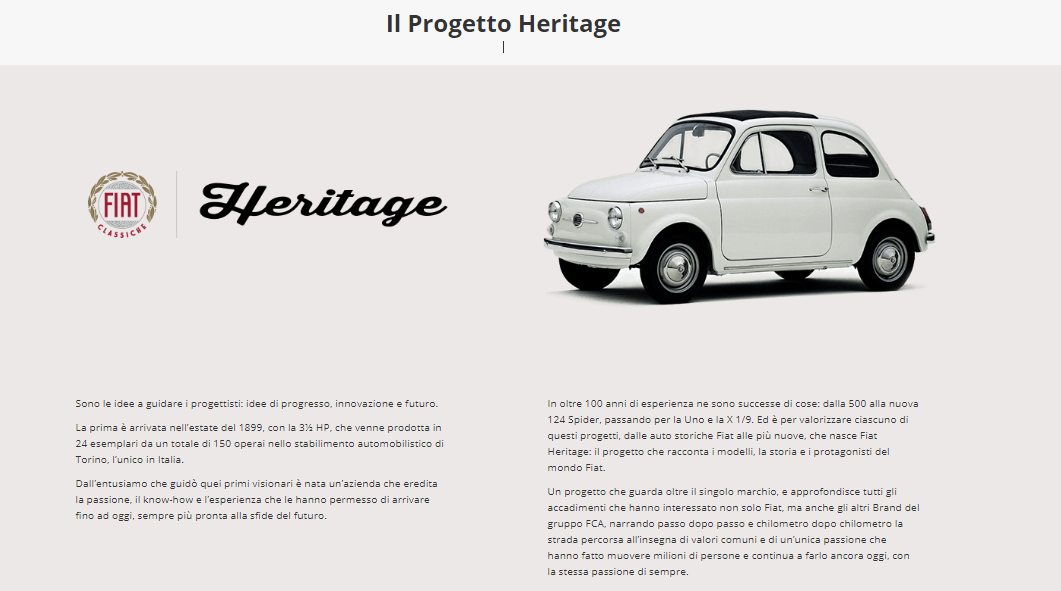 Il Progetto Heritage
FIAT
CLASSICHE
Heritage
Sono le idee a guidare i progettisti: idee di progresso, innovazione e futuro.
La prima è arrivata nell'estate del 1899, con la 3½ HP, che venne prodotta in
24 esemplari da un totale di 150 operai nello stabilimento automobilistico di
Torino, l'unico in Italia.
Dall'entusiamo che guidò quei primi visionari è nata un'azienda che eredita
la passione, il know-how e l'esperienza che le hanno permesso di arrivare
fino ad oggi, sempre più pronta alla sfide del futuro.
In oltre 100 anni di esperienza ne sono successe di cose: dalla 500 alla nuova
124 Spider, passando per la Uno e la X 1/9. Ed è per valorizzare ciascuno di
questi progetti, dalle auto storiche Fiat alle più nuove, che nasce Fiat
Heritage: il progetto che racconta i modelli, la storia e i protagonisti del
mondo Fiat.
Un progetto che guarda oltre il singolo marchio, e approfondisce tutti gli
accadimenti che hanno interessato non solo Fiat, ma anche gli altri Brand del
gruppo FCA, narrando passo dopo passo e chilometro dopo chilometro la
strada percorsa all'insegna di valori comuni e di un'unica passione che
hanno fatto muovere milioni di persone e continua a farlo ancora oggi, con
la stessa passione di sempre.